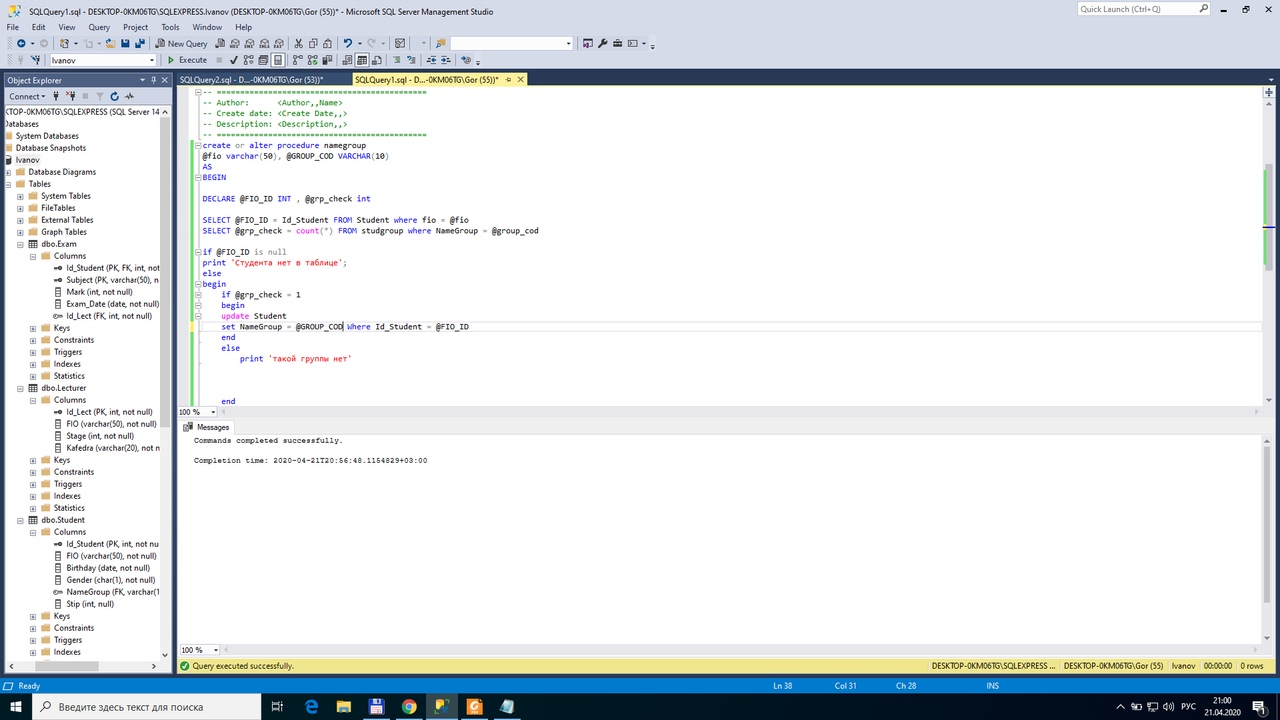 SQLQuery1.sql - DESKTOP-0KM06TG\SQLEXPRESS.Ivanov (DESKTOP-0KM06TG\Gor (55))* - Microsoft SQL Server Management Studio
Quick Launch (Ctrl+Q)
File Edit View Query Project Tools Window Help
New Query
Ivanov
Execute
Object Explorer
SQLQuery2.sql - D...-0KM06TG\Gor (53))*
SQLQuery1.sql - D...-0KM06TG\Gor (55))*
Connect
KTOP-0KM06TG\SQLEXPRESS (SQL Server 14
Databases
System Databases
Database Snapshots
Ivanov
Database Diagrams
Tables
System Tables
FileTables
External Tables
Graph Tables
dbo.Exam
Columns
Id_Student (PK, FK, int, not
Subject (PK, varchar(50), n
Mark (int, not null)
Exam_Date (date, not null)
Id_Lect (FK, int, not null)
Keys
Constraints
Triggers
Indexes
Statistics
dbo.Lecturer
Columns
Id_Lect (PK, int, not null)
FIO (varchar(50), not null)
Stage (int, not null)
Kafedra (varchar(20), not n
Keys
Constraints
Triggers
Indexes
Statistics
dbo.Student
Columns
Id_Student (PK, int, not nu
FIO (varchar(50), not null)
Birthday (date, not null)
Gender (char(1), not null)
NameGroup (FK, varchar(1
Stip (int, null)
Keys
Constraints
Triggers
Indexes
-- =============================================
-- Author: <Author,,Name>
-- Create date: <Create Date,,>
-- Description: <Description,,>
-- =============================================
create or alter procedure namegroup
@fio varchar(50), @GROUP_COD VARCHAR(10)
AS
BEGIN
DECLARE @FIO_ID INT , @grp_check int
SELECT @FIO_ID = Id_Student FROM Student where fio = @fio
SELECT @grp_check = count(*) FROM studgroup where NameGroup = @group_cod
if @FIO_ID is null
print 'Студента нет в таблице';
else
begin
if @grp_check = 1
begin
update Student
set NameGroup = @GROUP_COD Where Id_Student = @FIO_ID
end
else
print 'такой группы нет'
end
100 %
Messages
Commands completed successfully.
Completion time: 2020-04-21T20:56:48.1154829+03:00
100 %
Query executed successfully.
DESKTOP-0KM06TG\SQLEXPRESS ... DESKTOP-0KM06TG\Gor (55) Ivanov 00:00:00 0 rows
Ready Ln 38 Col 31 Ch 28 INS
Введите здесь текст для поиска
РУС
21:00
21.04.2020
1